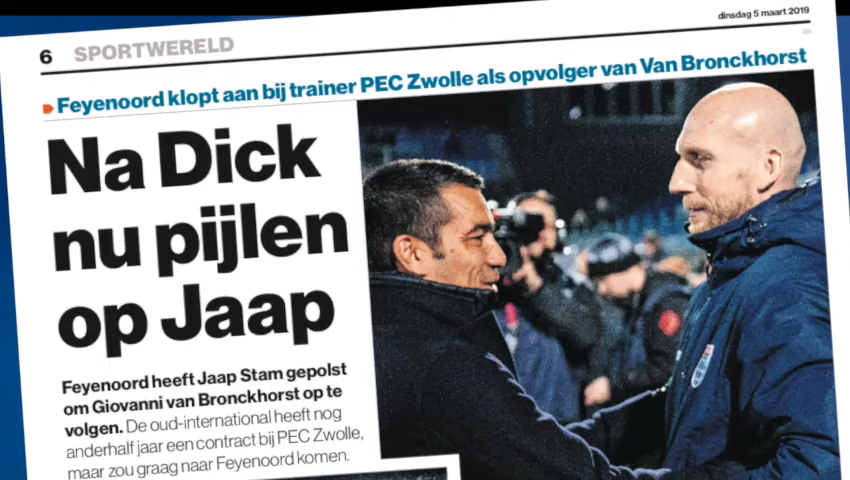 dinsdag 5 maart 2019
6 SPORTWERELD
Feyenoord klopt aan bij trainer PEC Zwolle als opvolger van Van Bronckhorst
Na Dick
nu pijlen
op Jaap
Feyenoord heeft Jaap Stam gepolst
om Giovanni van Bronckhorst op te
volgen. De oud-international heeft nog
anderhalf jaar een contract bij PEC Zwolle,
maar zou graag naar Feyenoord komen.